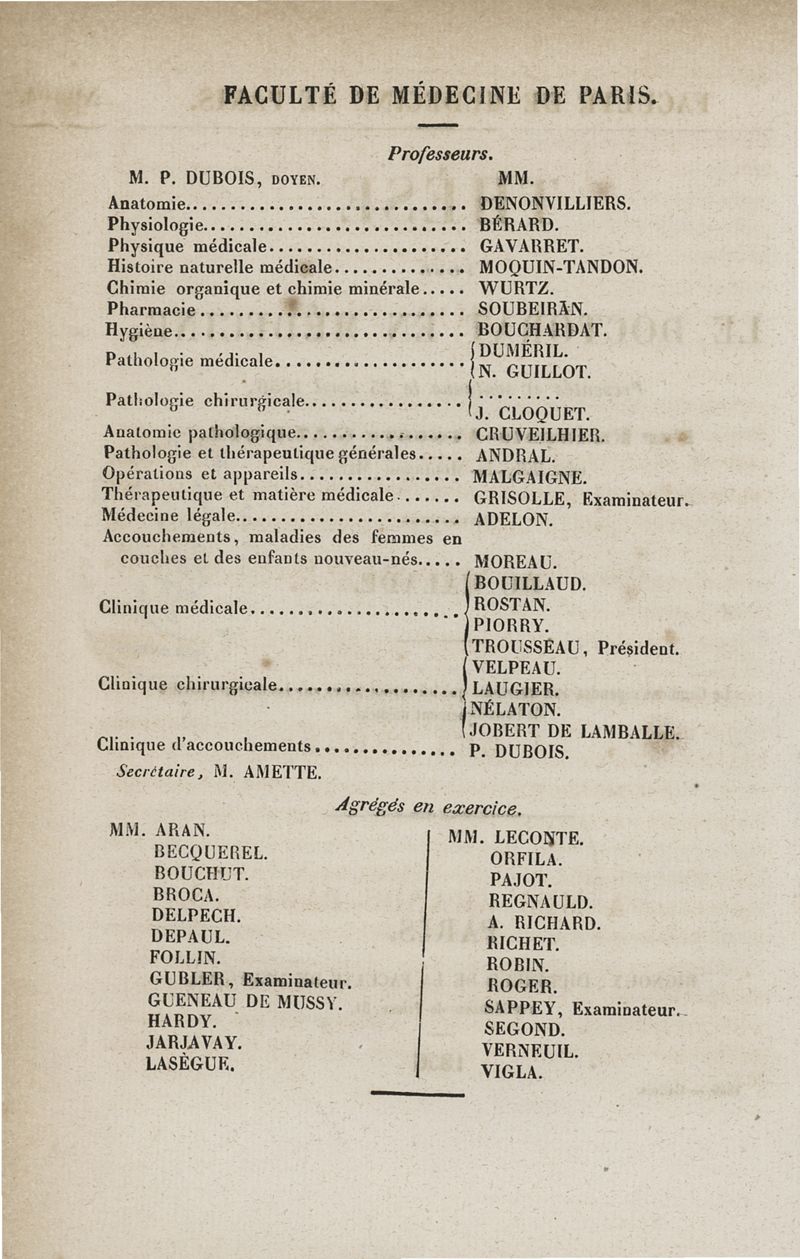 FACULTÉ DE MÉDECINE DE PARIS.
Professeurs.
M. P. DUBOIS, DOYEN. MM.
Anatomie.............................. DENONVILLIERS.
Physiologie............................ BÉRARD.
Physique médicale..................... GAVARRET.
Histoire naturelle médicale.............. MOQUIN-TANDON.
Chimie organique et chimie minérale..... WURTZ.
Pharmacie............................ SOUBEIRAN.
Hygiène............................... BOUCHARDAT.
Pathologie médicale..................... { DUMÉRIL.
N. GUILLOT.
Pathologie chirurgicale................. { .........
J. CLOQUET.
Anatomie pathologique.................. CRUVEILHIER.
Pathologie et thérapeutique générales..... ANDRAL.
Opérations et appareils................. MALGAIGNE.
Thérapeutique et matière médicale....... GRISOLLE, Examinateur.
Médecine légale........................ ADELON.
Accouchements, maladies des femmes en
couches et des enfants nouveau-nés..... MOREAU.
Clinique médicale...................... { BOUILLAUD.
ROSTAN.
PIORRY.
TROUSSEAU, Président.
Clinique chirurgicale................... { VELPEAU.
LAUGIER.
NÉLATON.
JOBERT DE LAMBALLE.
Clinique d'accouchements............... P. DUBOIS.
Secrétaire, M. AMETTE.
Agrégés en exercice.
MM. ARAN.
BECQUEREL.
BOUCHUT.
BROCA.
DELPECH.
DEPAUL.
FOLLIN.
GUBLER, Examinateur.
GUENEAU DE MUSSY.
HARDY.
JARJAVAY.
LASÈGUE.
MM. LECONTE.
ORFILA.
PAJOT.
REGNAULD.
A. RICHARD.
RICHET.
ROBIN.
ROGER.
SAPPEY, Examinateur.
SEGOND.
VERNEUIL.
VIGLA.